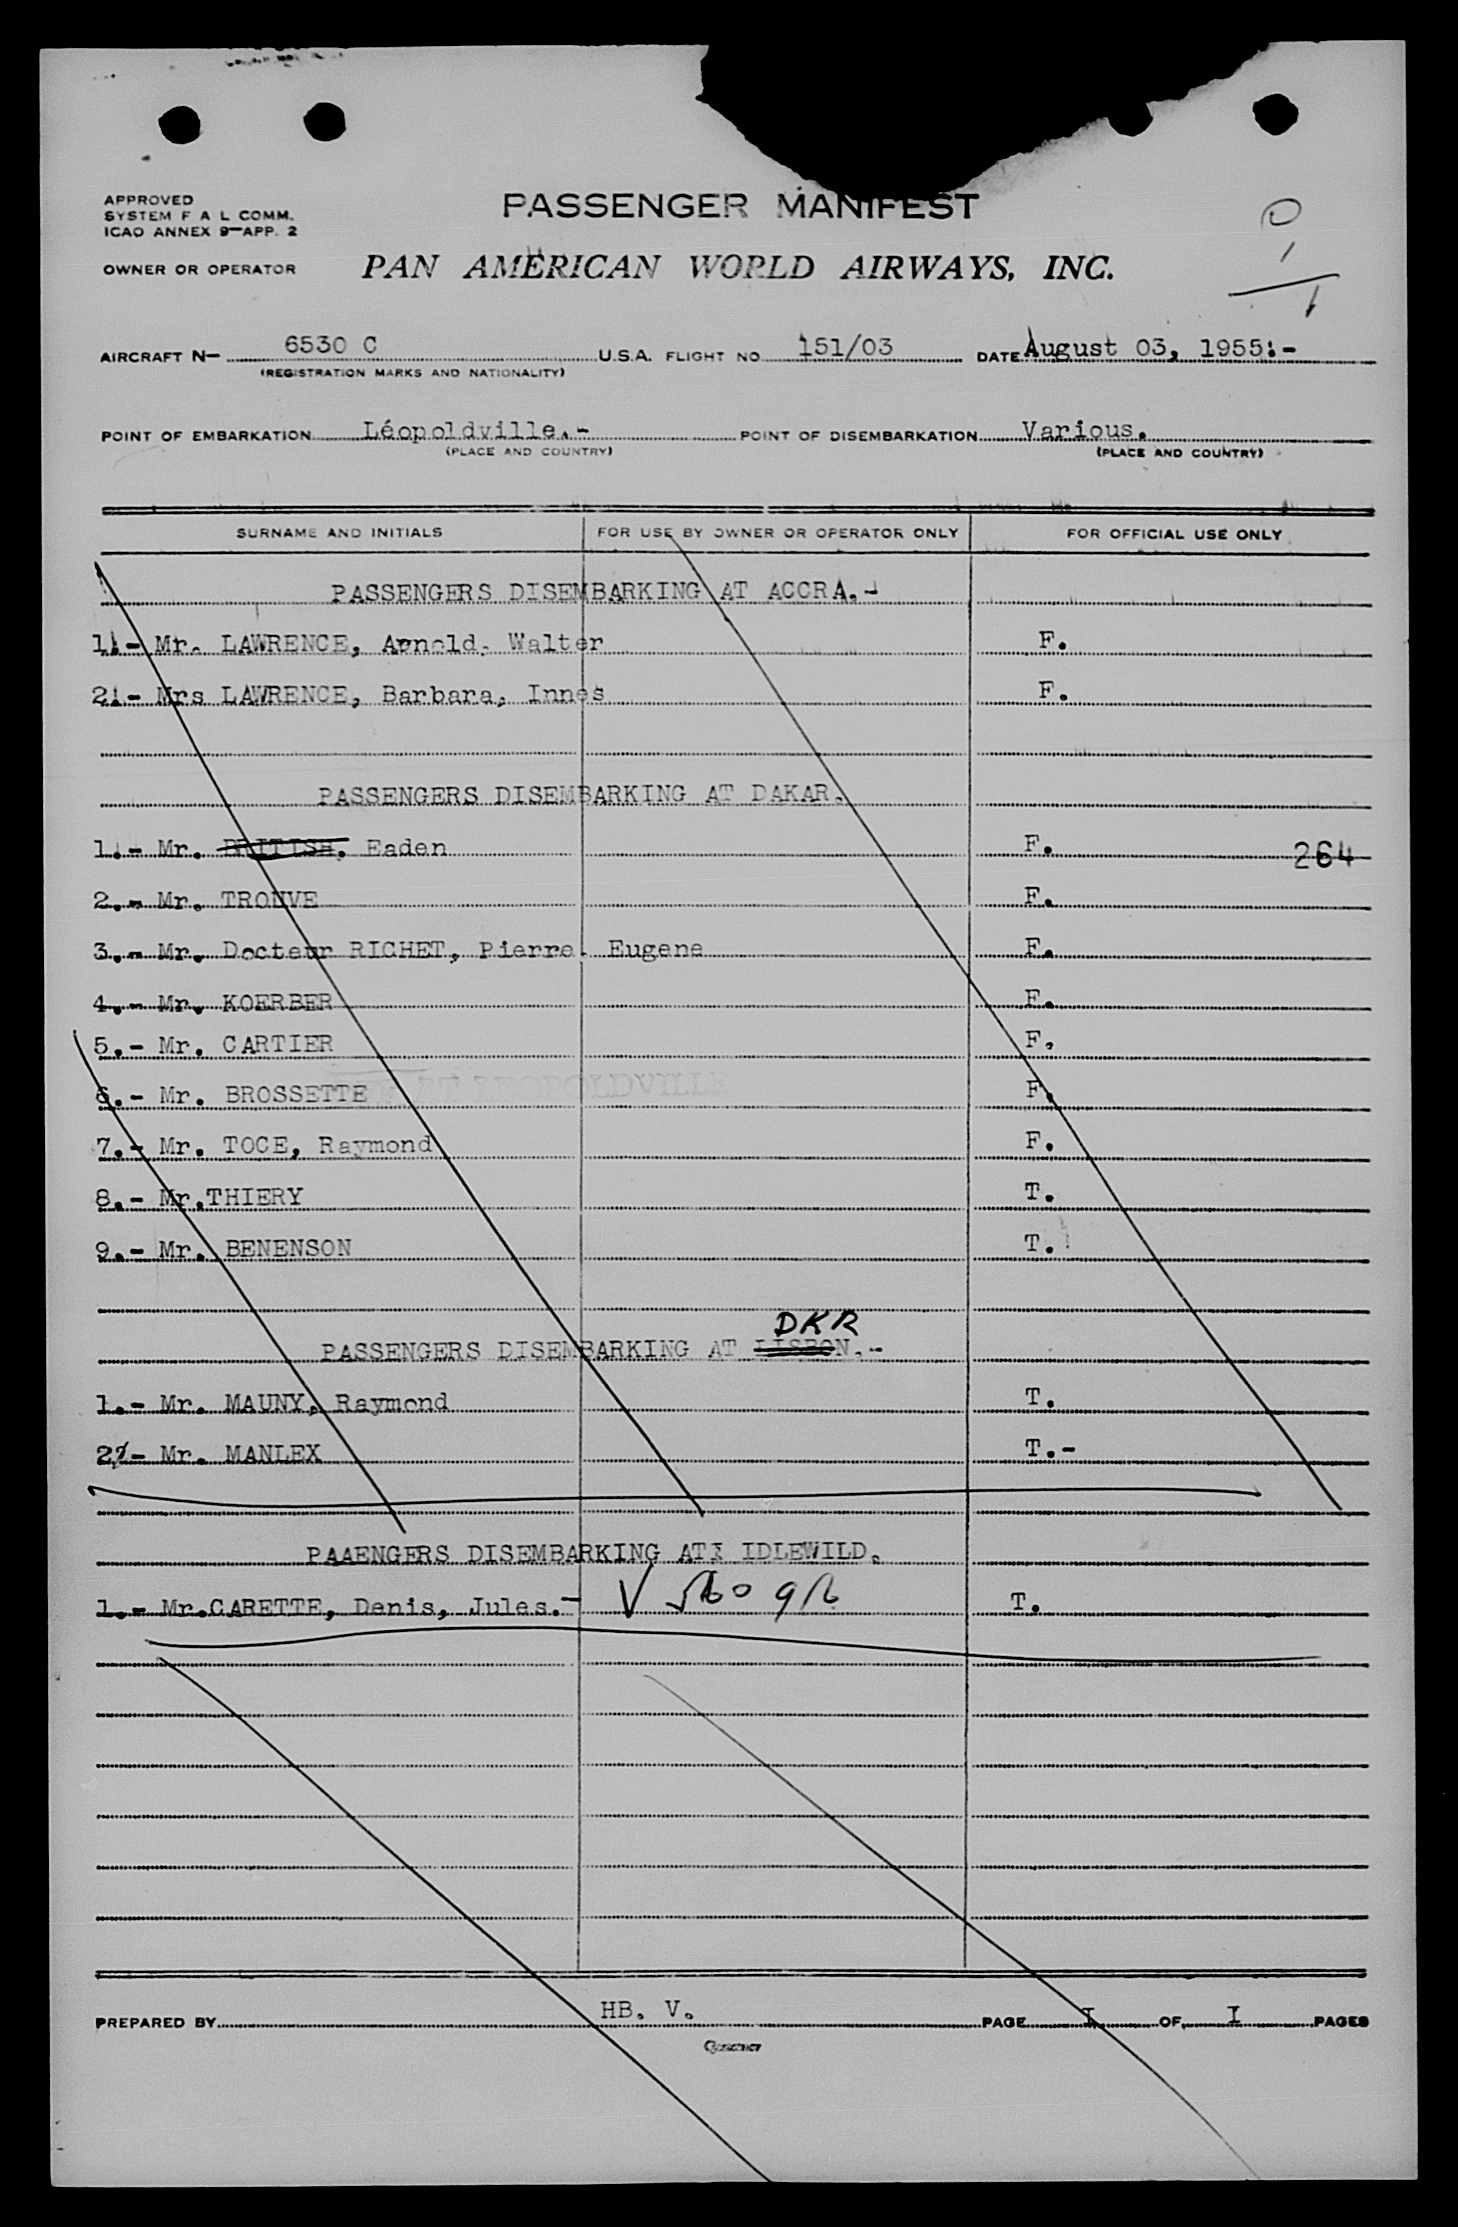 APPROVED
SYSTEM F A L COMM.
ICAO ANNEX 9—APP. 2
PASSENGER MANIFEST
OWNER OR OPERATOR PAN AMERICAN WORLD AIRWAYS, INC.
AIRCRAFT N— 6530 C U.S.A. FLIGHT NO 151/03 DATE August 03, 1955:-
(REGISTRATION MARKS AND NATIONALITY)
POINT OF EMBARKATION Léopoldville.- POINT OF DISEMBARKATION Various.
(PLACE AND COUNTRY) (PLACE AND COUNTRY)
SURNAME AND INITIALS FOR USE BY OWNER OR OPERATOR ONLY FOR OFFICIAL USE ONLY
PASSENGERS DISEMBARKING AT ACCRA.-
1.- Mr. LAWRENCE, Arnold, Walter F.
2.- Mrs LAWRENCE, Barbara, Innes F.
PASSENGERS DISEMBARKING AT DAKAR.
1.- Mr. BRITISH. Eaden F. 264
2.- Mr. TROUVE F.
3.- Mr. Docteur RICHET, Pierre. Eugene F.
4.- Mr. KOERBER F.
5.- Mr. CARTIER F.
6.- Mr. BROSSETTE F.
7.- Mr. TOCE, Raymond F.
8.- Mr.THIERY T.
9.- Mr. BENENSON T.
DKR
PASSENGERS DISEMBARKING AT LISBON.-
1.- Mr. MAUNY, Raymond T.
2.- Mr. MANLEX T.-
PAAENGERS DISEMBARKING ATX IDLEWILD.
1.- Mr.CARETTE, Denis, Jules.- T.
PREPARED BY HB. V. PAGE I OF I PAGES